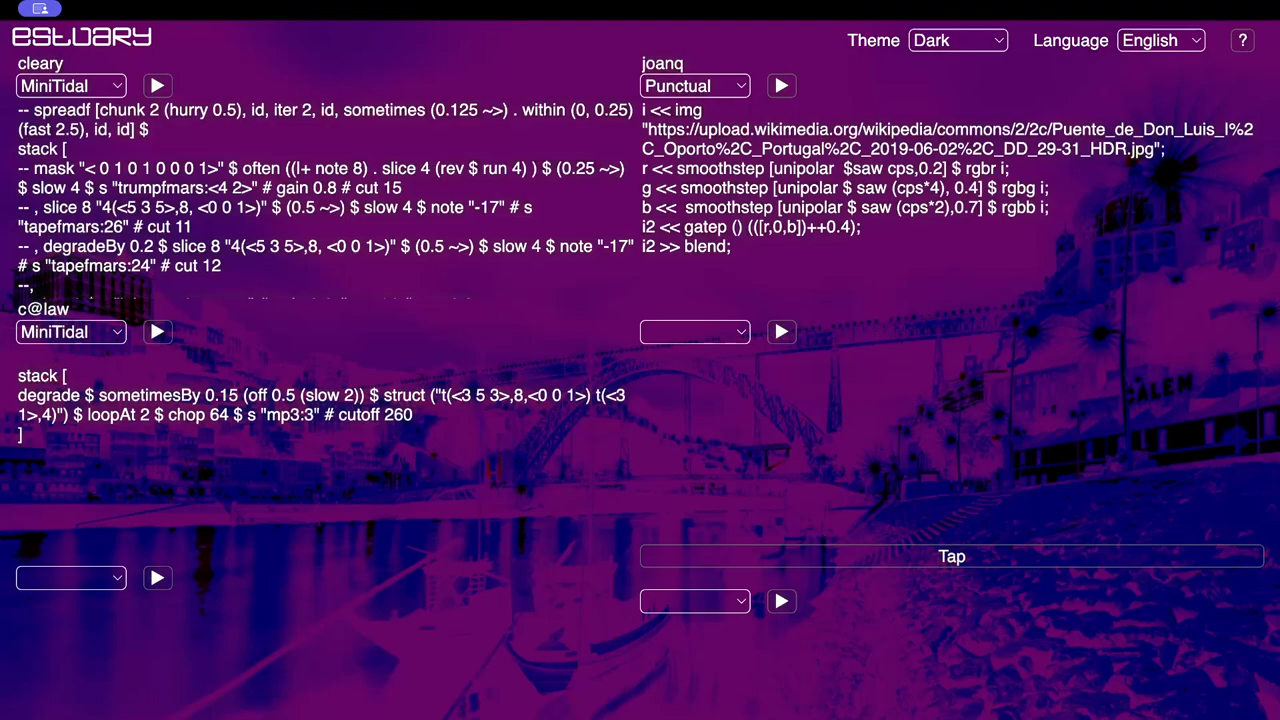 estuary
Theme Dark Language English ?
cleary
MiniTidal
-- spreadf [chunk 2 (hurry 0.5), id, iter 2, id, sometimes (0.125 ~>) . within (0, 0.25)
(fast 2.5), id, id] $
stack [
-- mask "< 0 1 0 1 0 0 0 1>" $ often ((|+ note 8) . slice 4 (rev $ run 4) ) $ (0.25 ~>)
$ slow 4 $ s "trumpfmars:<4 2>" # gain 0.8 # cut 15
-- , slice 8 "4(<5 3 5>,8, <0 0 1>)" $ (0.5 ~>) $ slow 4 $ note "-17" # s
"tapefmars:26" # cut 11
-- , degradeBy 0.2 $ slice 8 "4(<5 3 5>,8, <0 0 1>)" $ (0.5 ~>) $ slow 4 $ note "-17"
# s "tapefmars:24" # cut 12
--,
joanq
Punctual
i << img
"https://upload.wikimedia.org/wikipedia/commons/2/2c/Puente_de_Don_Luis_I%2
C_Oporto%2C_Portugal%2C_2019-06-02%2C_DD_29-31_HDR.jpg";
r << smoothstep [unipolar  $saw cps,0.2] $ rgbr i;
g << smoothstep [unipolar $ saw (cps*4), 0.4] $ rgbg i;
b <<  smoothstep [unipolar $ saw (cps*2),0.7] $ rgbb i;
i2 << gatep () (([r,0,b])++0.4);
i2 >> blend;
c@law
MiniTidal
stack [
degrade $ sometimesBy 0.15 (off 0.5 (slow 2)) $ struct ("t(<3 5 3>,8,<0 0 1>) t(<3
1>,4)") $ loopAt 2 $ chop 64 $ s "mp3:3" # cutoff 260
]
CALEM
Tap